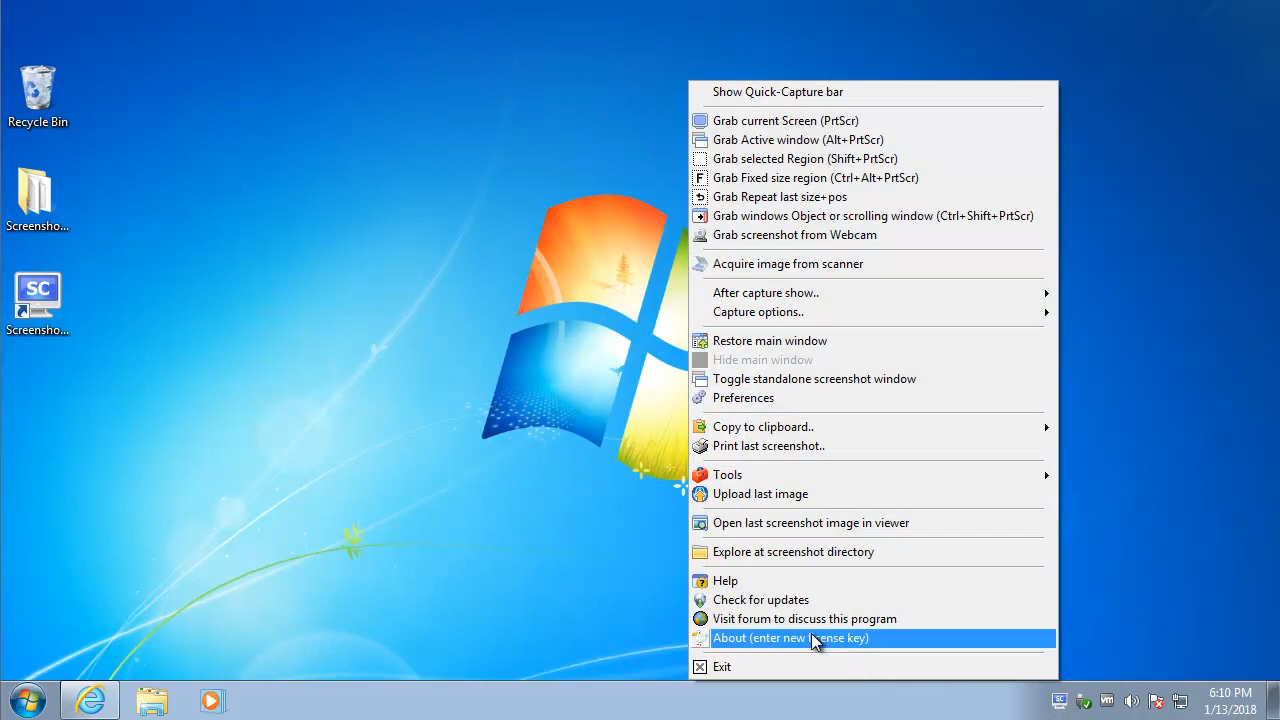 Recycle Bin
Screensho...
SC
Screensho...
Show Quick-Capture bar
Grab current Screen (PrtScr)
Grab Active window (Alt+PrtScr)
Grab selected Region (Shift+PrtScr)
F Grab Fixed size region (Ctrl+Alt+PrtScr)
Grab Repeat last size+pos
Grab windows Object or scrolling window (Ctrl+Shift+PrtScr)
Grab screenshot from Webcam
Acquire image from scanner
After capture show..
Capture options..
Restore main window
Hide main window
Toggle standalone screenshot window
Preferences
Copy to clipboard..
Print last screenshot..
Tools
Upload last image
Open last screenshot image in viewer
Explore at screenshot directory
Help
Check for updates
Visit forum to discuss this program
About (enter new license key)
Exit
SC
vm
6:10 PM
1/13/2018